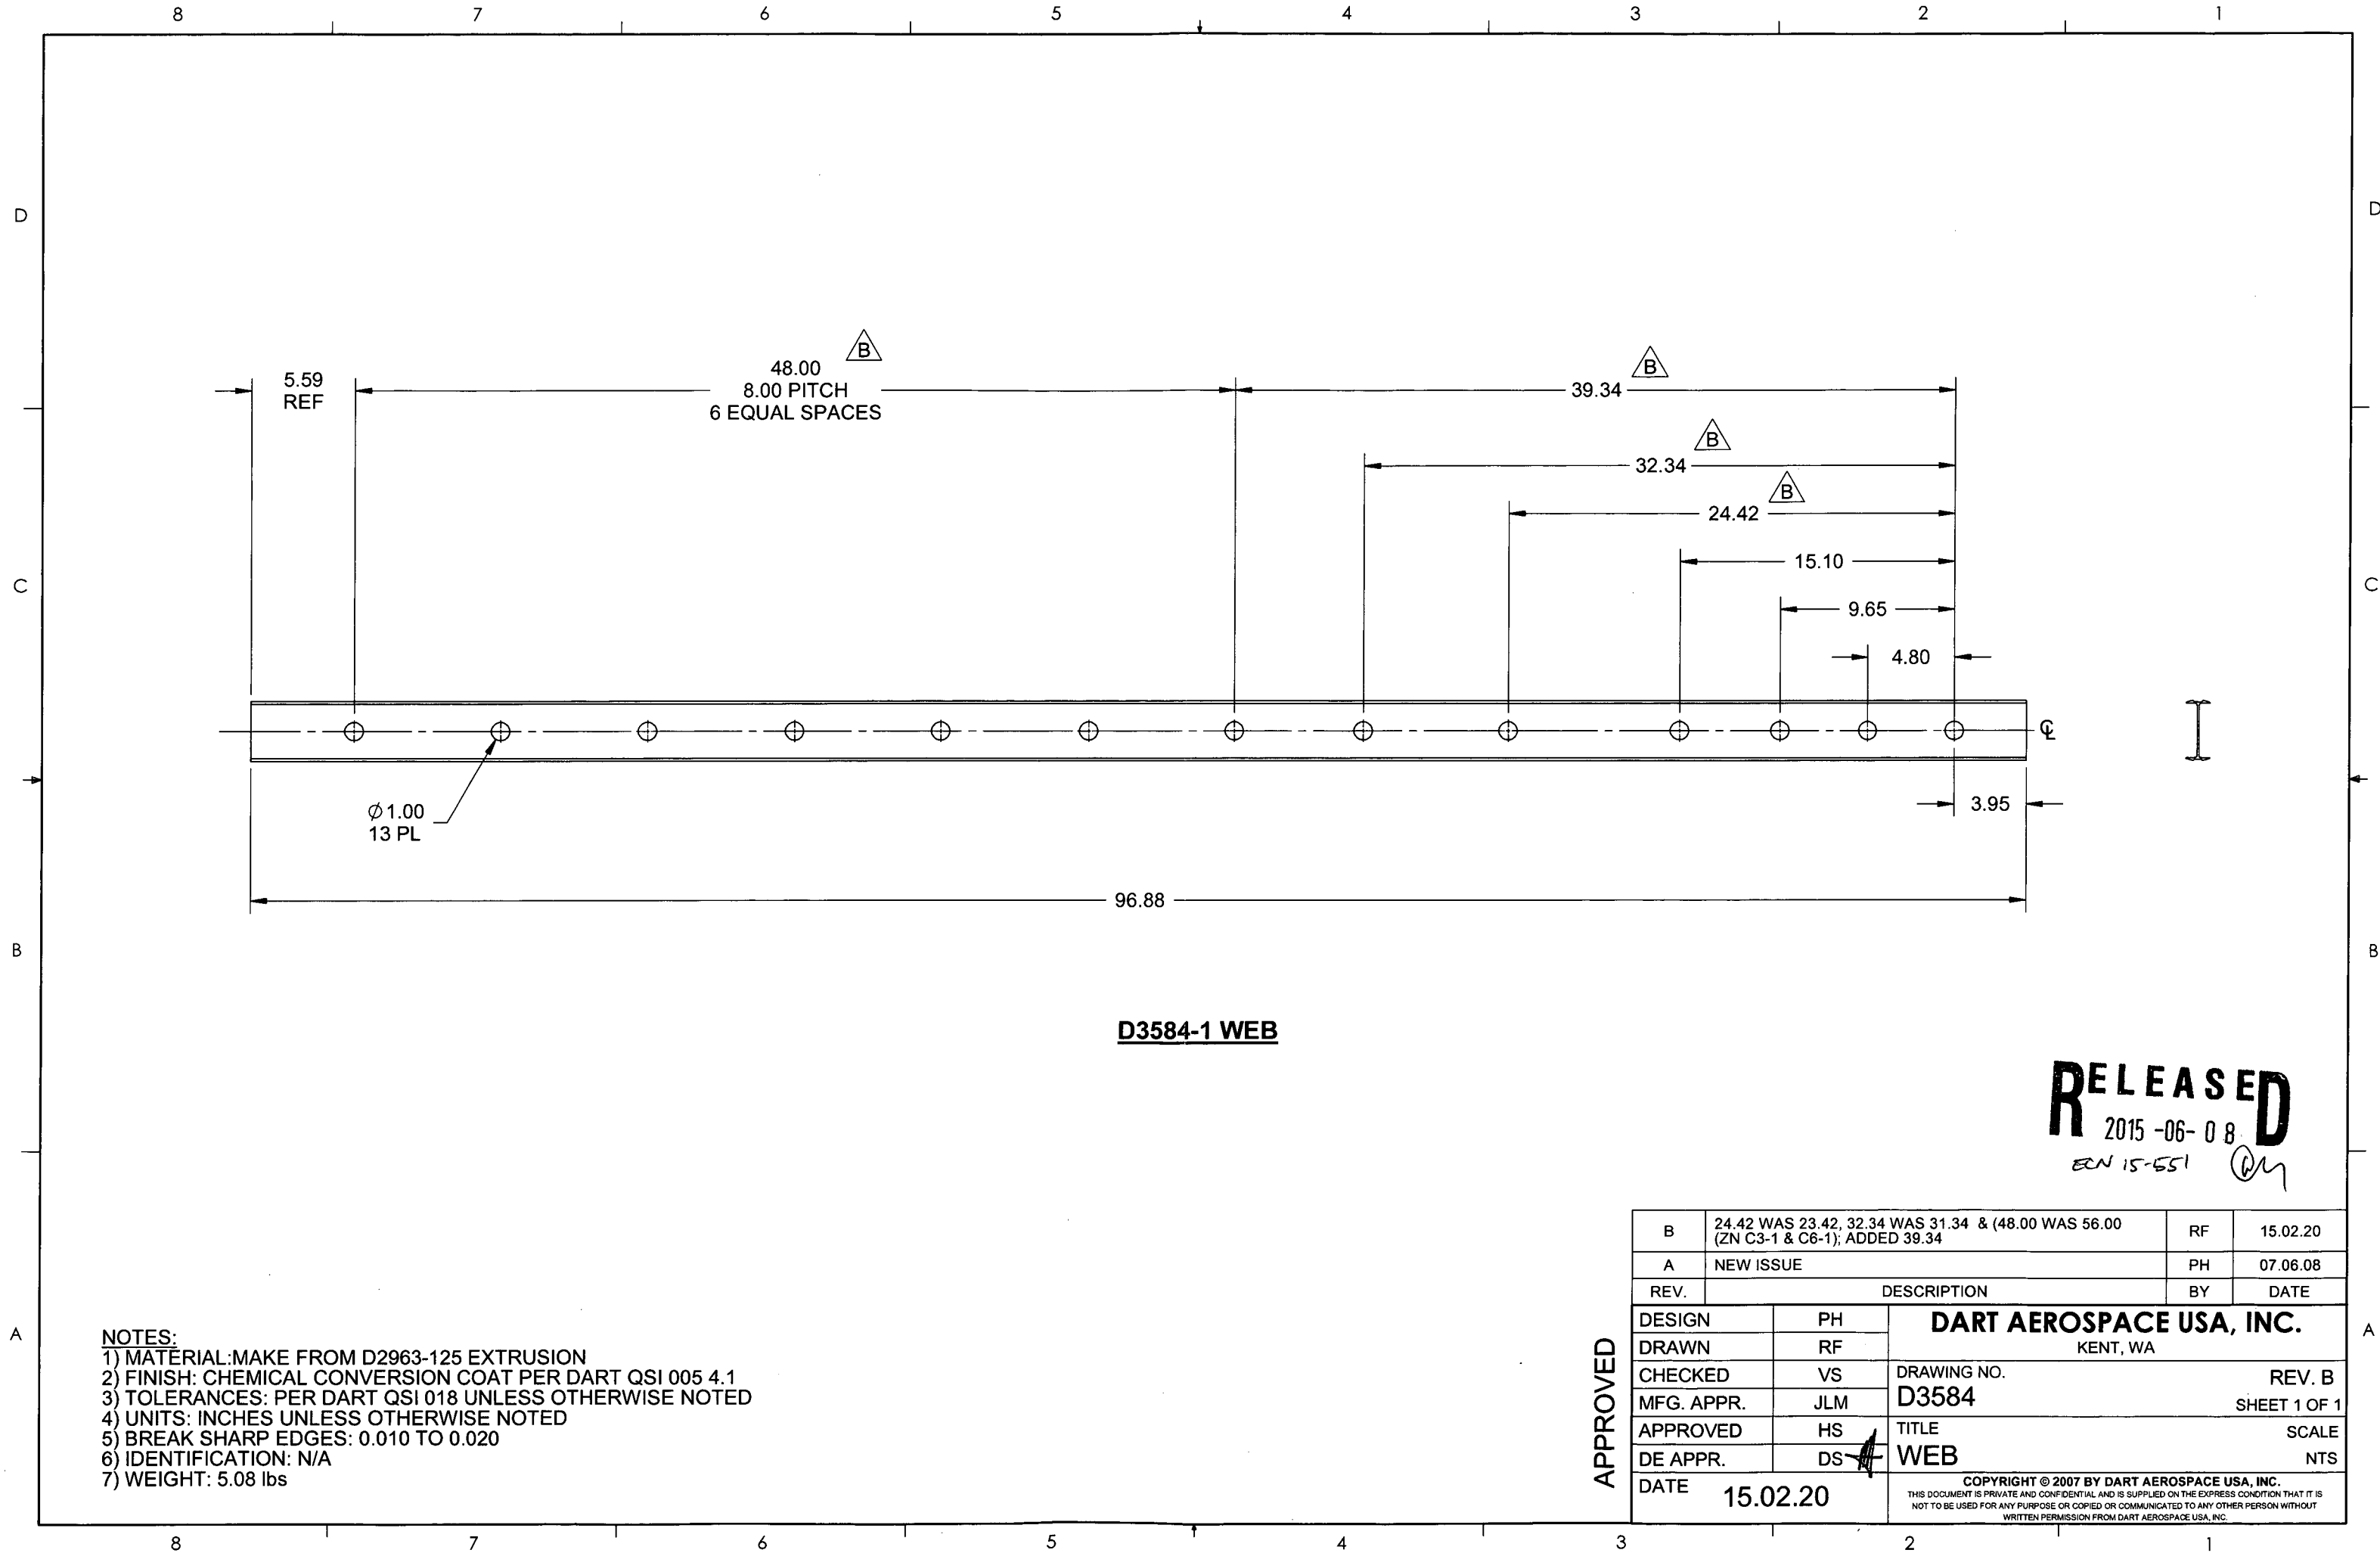 8 7 6 5 4 3 2 1
D D
B
48.00
8.00 PITCH
6 EQUAL SPACES
5.59
REF
B
39.34
B
32.34
B
24.42
15.10
C C
9.65
4.80
℄
3.95
⌀1.00
13 PL
96.88
B B
D3584-1 WEB
RELEASED
2015-06-08
ECN 15-551
B 24.42 WAS 23.42, 32.34 WAS 31.34 & (48.00 WAS 56.00 RF 15.02.20
(ZN C3-1 & C6-1); ADDED 39.34
A NEW ISSUE PH 07.06.08
REV. DESCRIPTION BY DATE
A A
NOTES:
1) MATERIAL:MAKE FROM D2963-125 EXTRUSION
2) FINISH: CHEMICAL CONVERSION COAT PER DART QSI 005 4.1
3) TOLERANCES: PER DART QSI 018 UNLESS OTHERWISE NOTED
4) UNITS: INCHES UNLESS OTHERWISE NOTED
5) BREAK SHARP EDGES: 0.010 TO 0.020
6) IDENTIFICATION: N/A
7) WEIGHT: 5.08 lbs
APPROVED
DESIGN PH
DRAWN RF
CHECKED VS
MFG. APPR. JLM
APPROVED HS
DE APPR. DS
DATE 15.02.20
DART AEROSPACE USA, INC.
KENT, WA
DRAWING NO. REV. B
D3584 SHEET 1 OF 1
TITLE SCALE
WEB NTS
COPYRIGHT © 2007 BY DART AEROSPACE USA, INC.
THIS DOCUMENT IS PRIVATE AND CONFIDENTIAL AND IS SUPPLIED ON THE EXPRESS CONDITION THAT IT IS
NOT TO BE USED FOR ANY PURPOSE OR COPIED OR COMMUNICATED TO ANY OTHER PERSON WITHOUT
WRITTEN PERMISSION FROM DART AEROSPACE USA, INC.
8 7 6 5 4 3 2 1